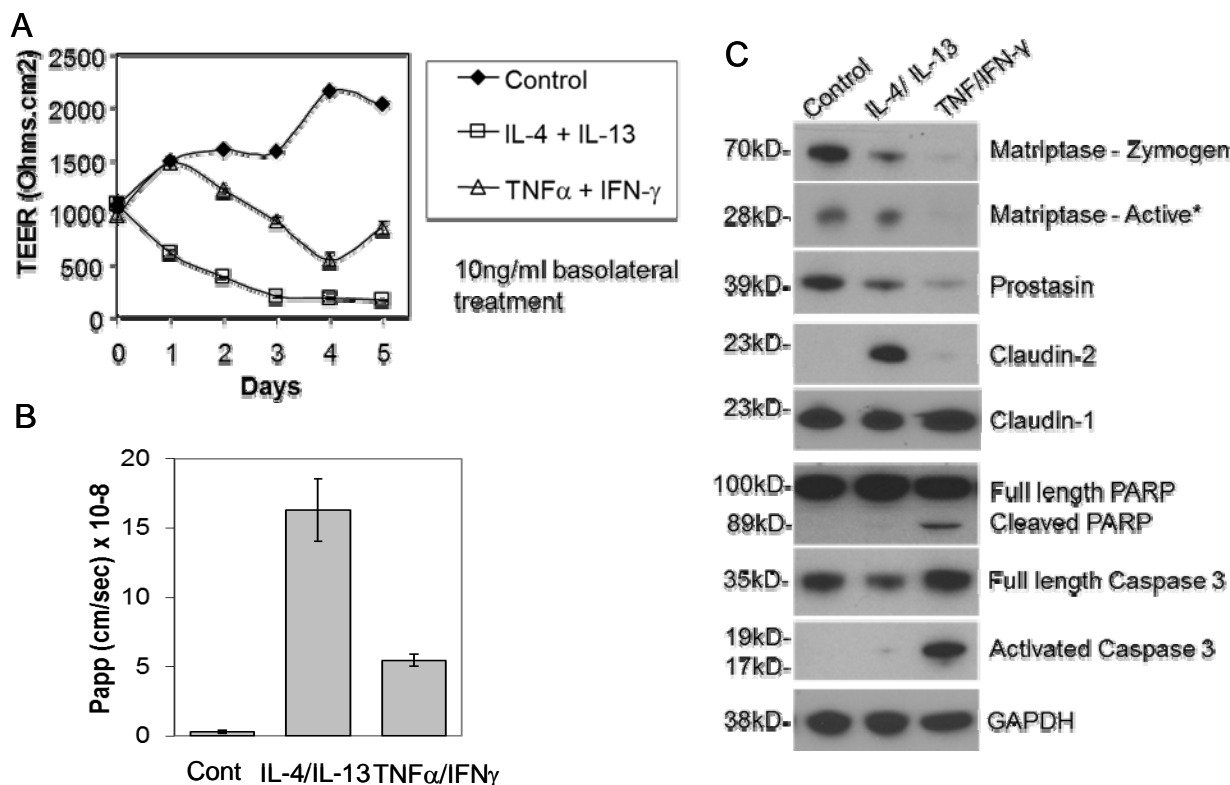 A
2500
2000
1500
1000
500
0
TEER (Ohms.cm2)
0 1 2 3 4 5
Days
Control
IL-4 + IL-13
TNFα + IFN-γ
10ng/ml basolateral
treatment
B
20
15
10
5
0
Papp (cm/sec) x 10-8
Cont IL-4/IL-13 TNFα/IFNγ
C
Control IL-4/ IL-13 TNF/IFN-γ
70kD- Matriptase - Zymogen
28kD- Matriptase - Active*
39kD- Prostasin
23kD- Claudin-2
23kD- Claudin-1
100kD- Full length PARP
89kD- Cleaved PARP
35kD- Full length Caspase 3
19kD-
17kD- Activated Caspase 3
38kD- GAPDH